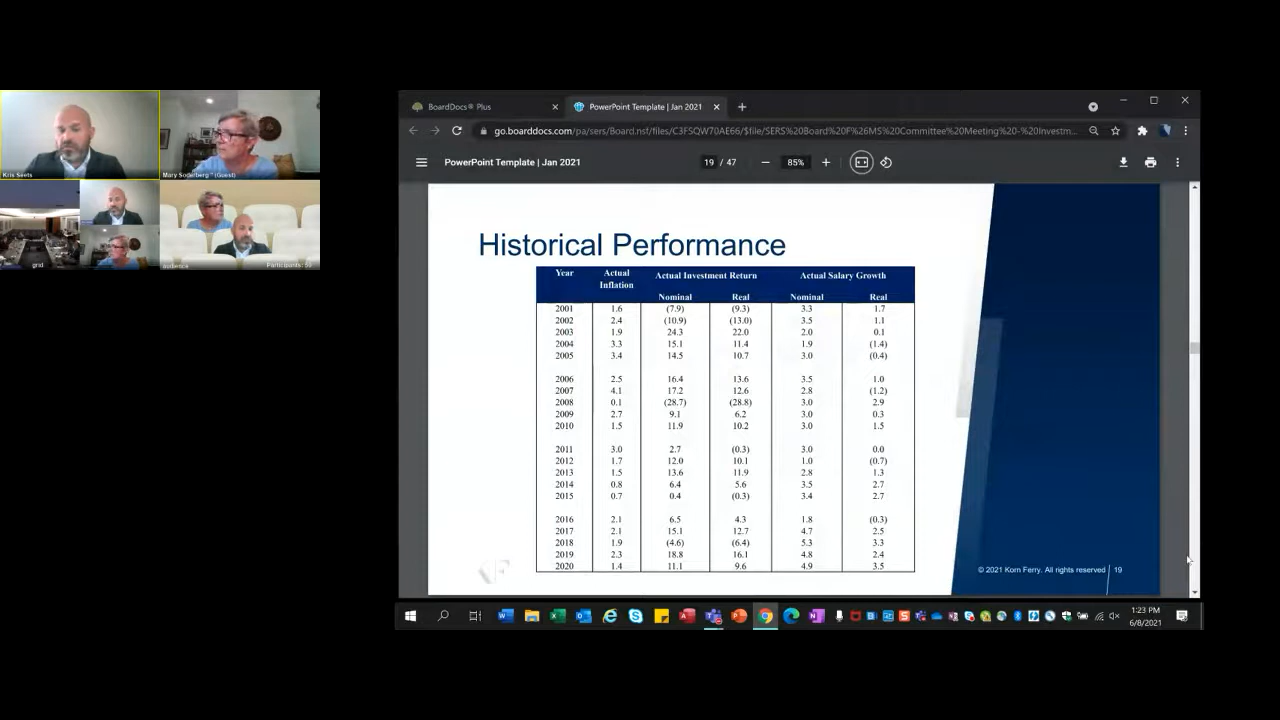 BoardDocs® Plus
PowerPoint Template | Jan 2021
go.boarddocs.com/pa/sers/Board.nsf/files/C3FSQW70AE66/$file/SERS%20Board%20F%26MS%20Committee%20Meeting%20-%20Investm...
PowerPoint Template | Jan 2021
19 / 47
85%
Kris Seets
Mary Soderberg (Guest)
Historical Performance
Year Actual Inflation Actual Investment Return Actual Salary Growth
Nominal Real Nominal Real
2001 1.6 (7.9) (9.3) 3.3 1.7
2002 2.4 (10.9) (13.0) 3.5 1.1
2003 1.9 24.3 22.0 2.0 0.1
2004 3.3 15.1 11.4 1.9 (1.4)
2005 3.4 14.5 10.7 3.0 (0.4)
2006 2.5 16.4 13.6 3.5 1.0
2007 4.1 17.2 12.6 2.8 (1.2)
2008 0.1 (28.7) (28.8) 3.0 2.9
2009 2.7 9.1 6.2 3.0 0.3
2010 1.5 11.9 10.2 3.0 1.5
2011 3.0 2.7 (0.3) 3.0 0.0
2012 1.7 12.0 10.1 1.0 (0.7)
2013 1.5 13.6 11.9 2.8 1.3
2014 0.8 6.4 5.6 3.5 2.7
2015 0.7 0.4 (0.3) 3.4 2.7
2016 2.1 6.5 4.3 1.8 (0.3)
2017 2.1 15.1 12.7 4.7 2.5
2018 1.9 (4.6) (6.4) 5.3 3.3
2019 2.3 18.8 16.1 4.8 2.4
2020 1.4 11.1 9.6 4.9 3.5
KF
© 2021 Korn Ferry. All rights reserved 19
1:23 PM
6/8/2021